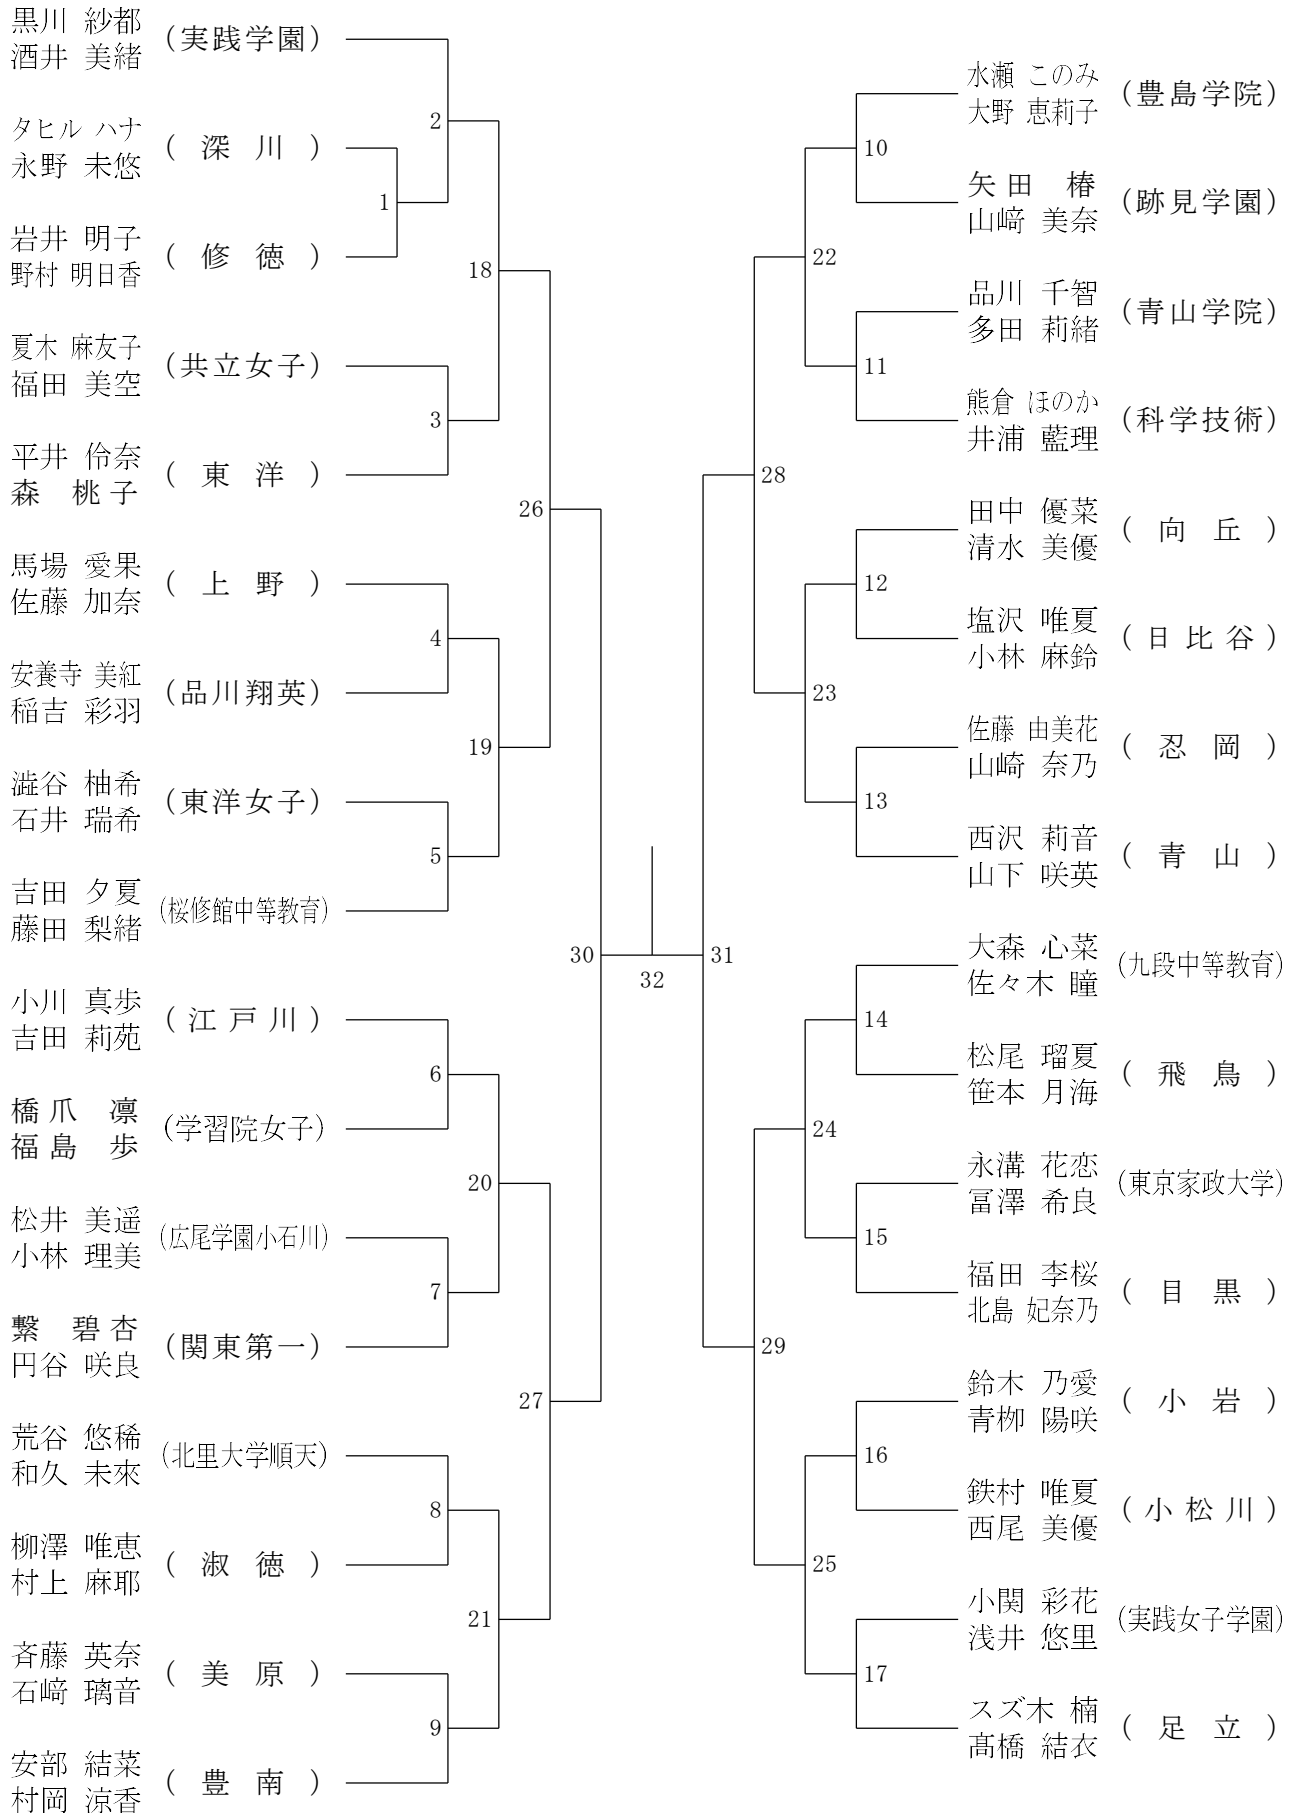 黒川 紗都
酒井 美緒
(実践学園)
タヒル ハナ
永野 未悠
( 深 川 )
岩井 明子
野村 明日香
( 修 徳 )
夏木 麻友子
福田 美空
(共立女子)
平井 伶奈
森 桃子
( 東 洋 )
馬場 愛果
佐藤 加奈
( 上 野 )
安養寺 美紅
稲吉 彩羽
(品川翔英)
澁谷 柚希
石井 瑞希
(東洋女子)
吉田 夕夏
藤田 梨緒
(桜修館中等教育)
小川 真歩
吉田 莉苑
(江戸川)
橋爪 凛
福島 歩
(学習院女子)
松井 美遥
小林 理美
(広尾学園小石川)
繋 碧杏
円谷 咲良
(関東第一)
荒谷 悠稀
和久 未來
(北里大学順天)
柳澤 唯恵
村上 麻耶
( 淑 徳 )
斉藤 英奈
石﨑 璃音
( 美 原 )
安部 結菜
村岡 涼香
( 豊 南 )
1
2
3
4
5
6
7
8
9
18
19
20
21
26
27
30
32
31
28
29
22
23
24
25
10
11
12
13
14
15
16
17
水瀬 このみ
大野 恵莉子
(豊島学院)
矢田 椿
山﨑 美奈
(跡見学園)
品川 千智
多田 莉緒
(青山学院)
熊倉 ほのか
井浦 藍理
(科学技術)
田中 優菜
清水 美優
( 向 丘 )
塩沢 唯夏
小林 麻鈴
(日比谷)
佐藤 由美花
山崎 奈乃
( 忍 岡 )
西沢 莉音
山下 咲英
( 青 山 )
大森 心菜
佐々木 瞳
(九段中等教育)
松尾 瑠夏
笹本 月海
( 飛 鳥 )
永溝 花恋
冨澤 希良
(東京家政大学)
福田 李桜
北島 妃奈乃
( 目 黒 )
鈴木 乃愛
青栁 陽咲
( 小 岩 )
鉄村 唯夏
西尾 美優
(小松川)
小関 彩花
浅井 悠里
(実践女子学園)
スズ木 楠
髙橋 結衣
( 足 立 )